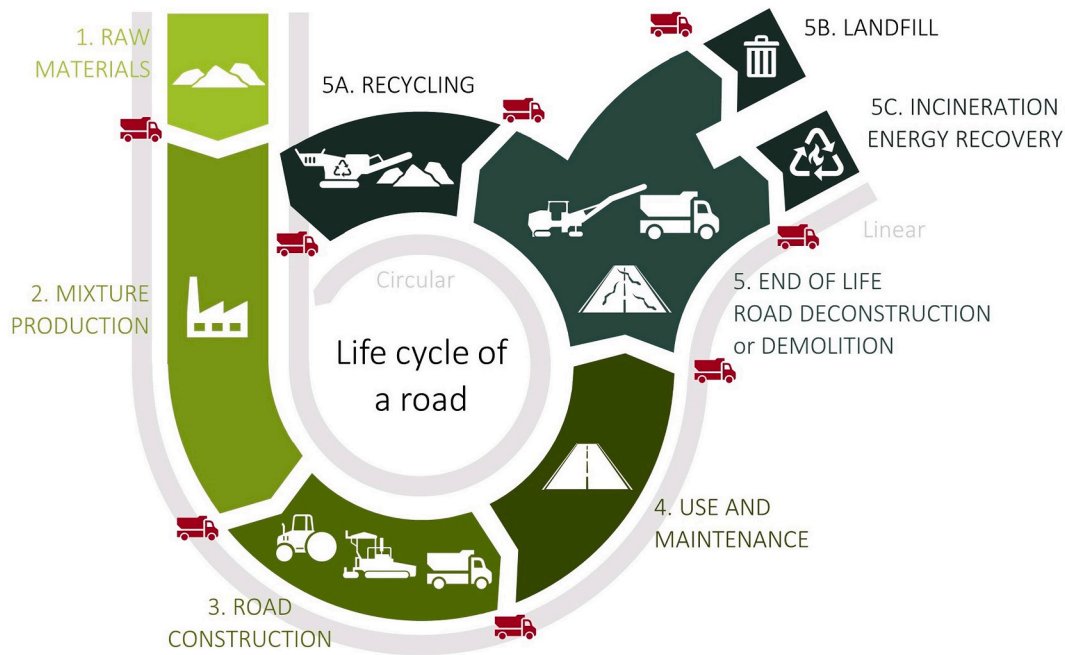 1. RAW
MATERIALS
5A. RECYCLING
5B. LANDFILL
5C. INCINERATION
ENERGY RECOVERY
Linear
Circular
2. MIXTURE
PRODUCTION
5. END OF LIFE
ROAD DECONSTRUCTION
or DEMOLITION
Life cycle of
a road
4. USE AND
MAINTENANCE
3. ROAD
CONSTRUCTION